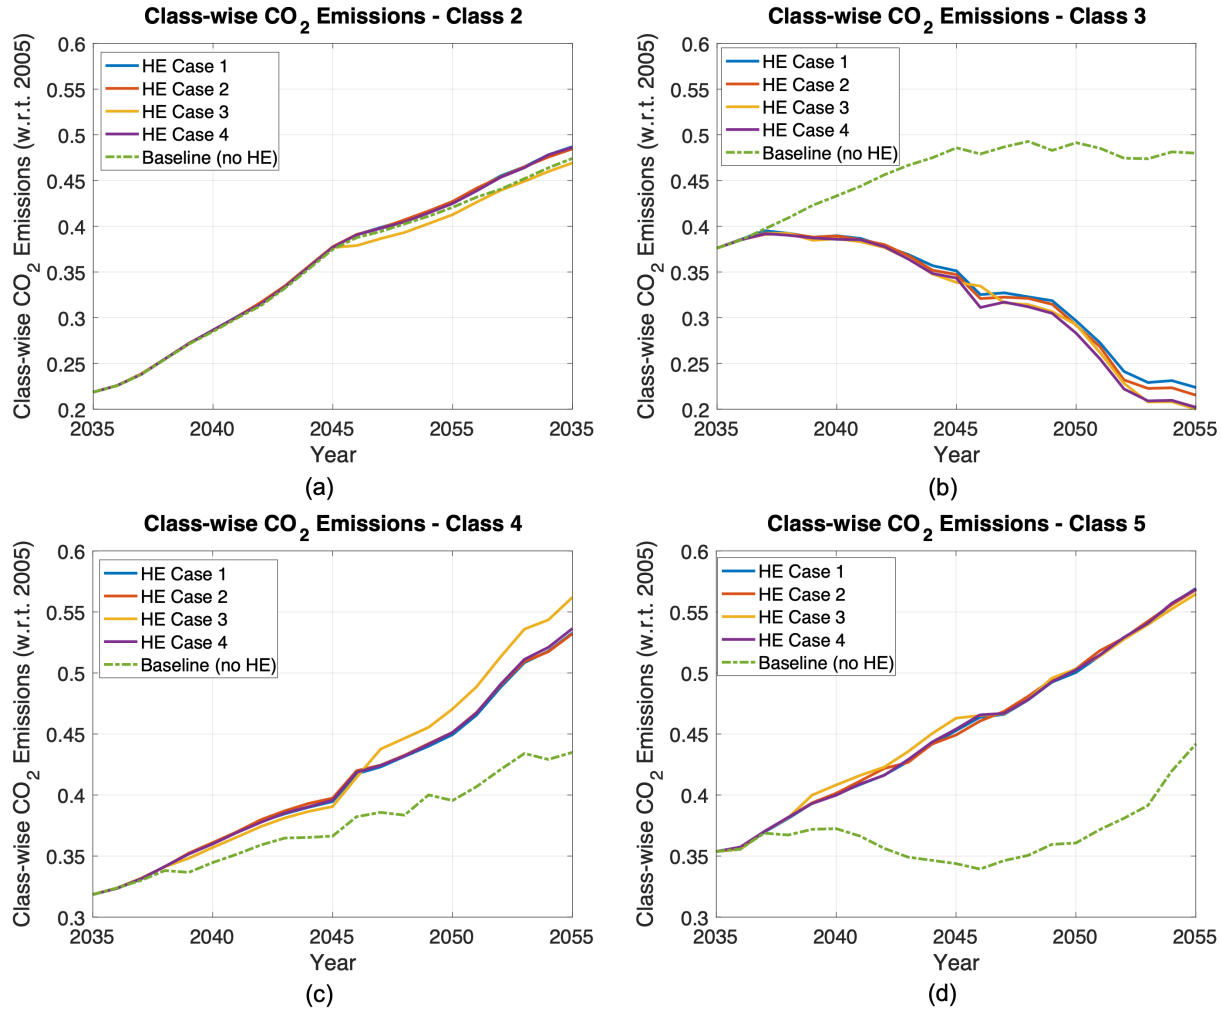 Class-wise CO2 Emissions - Class 2
Class-wise CO2 Emissions (w.r.t. 2005)
0.6
0.55
0.5
0.45
0.4
0.35
0.3
0.25
0.2
HE Case 1
HE Case 2
HE Case 3
HE Case 4
Baseline (no HE)
2035 2040 2045 2055 2035
Year
(a)
Class-wise CO2 Emissions - Class 3
Class-wise CO2 Emissions (w.r.t. 2005)
0.6
0.55
0.5
0.45
0.4
0.35
0.3
0.25
0.2
HE Case 1
HE Case 2
HE Case 3
HE Case 4
Baseline (no HE)
2035 2040 2045 2050 2055
Year
(b)
Class-wise CO2 Emissions - Class 4
Class-wise CO2 Emissions (w.r.t. 2005)
0.6
0.55
0.5
0.45
0.4
0.35
0.3
HE Case 1
HE Case 2
HE Case 3
HE Case 4
Baseline (no HE)
2035 2040 2045 2050 2055
Year
(c)
Class-wise CO2 Emissions - Class 5
Class-wise CO2 Emissions (w.r.t. 2005)
0.6
0.55
0.5
0.45
0.4
0.35
0.3
HE Case 1
HE Case 2
HE Case 3
HE Case 4
Baseline (no HE)
2035 2040 2045 2050 2055
Year
(d)